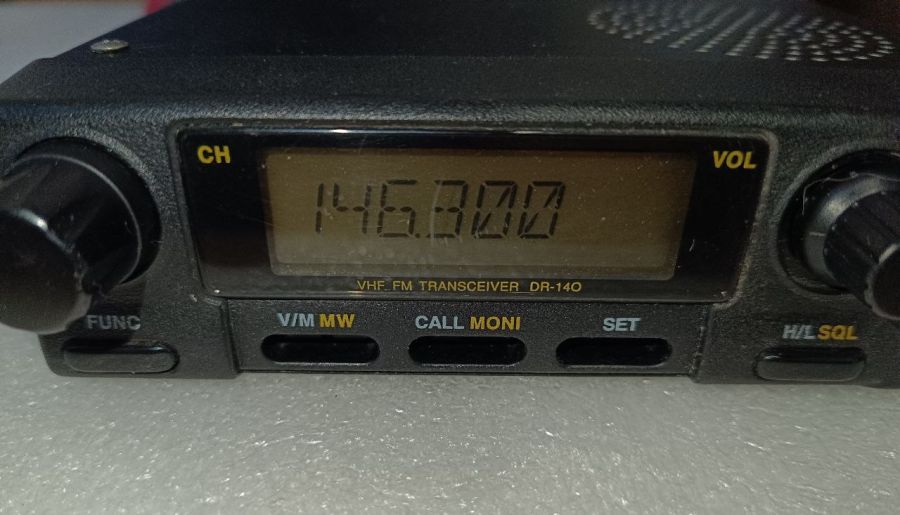 CH
VOL
146.300
VHF FM TRANSCEIVER DR-140
FUNC
V/M MW
CALL MONI
SET
H/L SQL